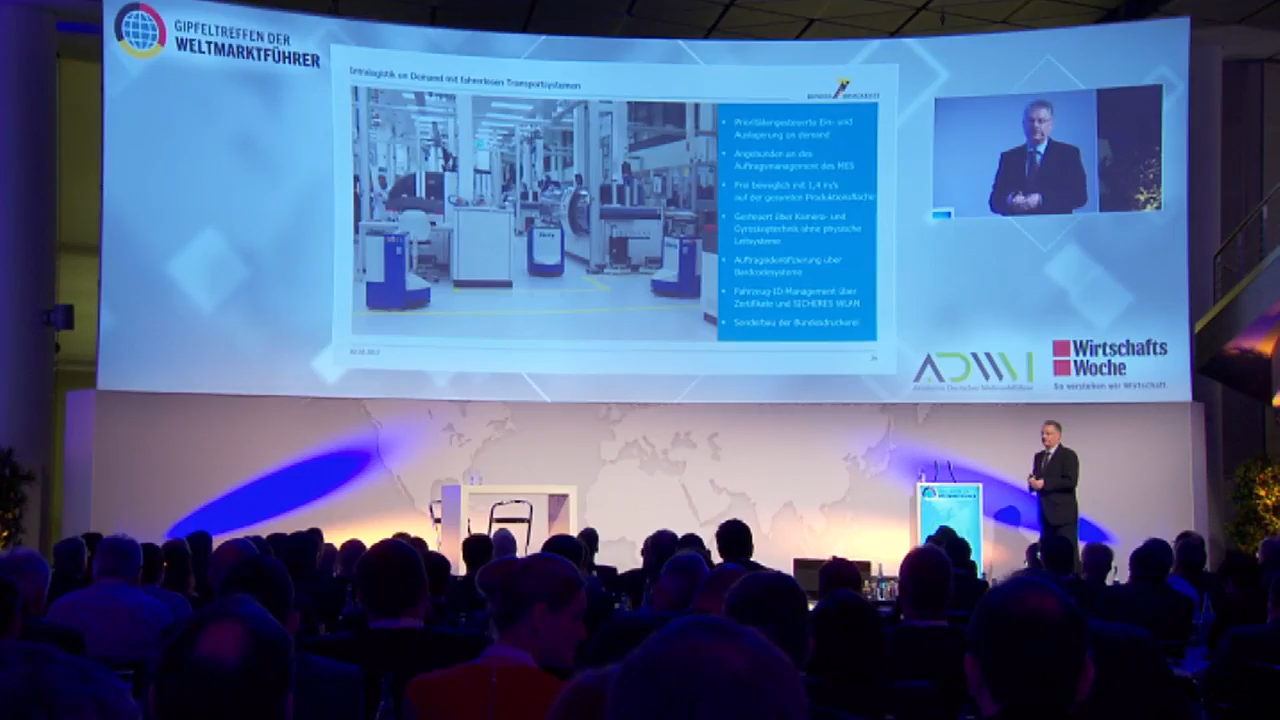 GIPFELTREFFEN DER
WELTMARKTFÜHRER
Intralogistik on Demand mit fahrerlosen Transportsystemen
Prioritätengesteuerte Ein- und
Auslagerung on demand
Angebunden an das
Auftragsmanagement des MES
Frei beweglich mit 1,4 m/s
auf der gesamten Produktionsfläche
Gesteuert über Kamera- und
Gyroskoptechnik ohne physische
Leitsysteme
Auftragsidentifizierung über
Barcodesysteme
Fahrzeug-ID-Management über
Zertifikate und SICHERES WLAN
Sonderbau der Bundesdruckerei
ADWM
Akademie Deutscher Weltmarktführer
Wirtschafts
Woche
So verstehen wir Wirtschaft.